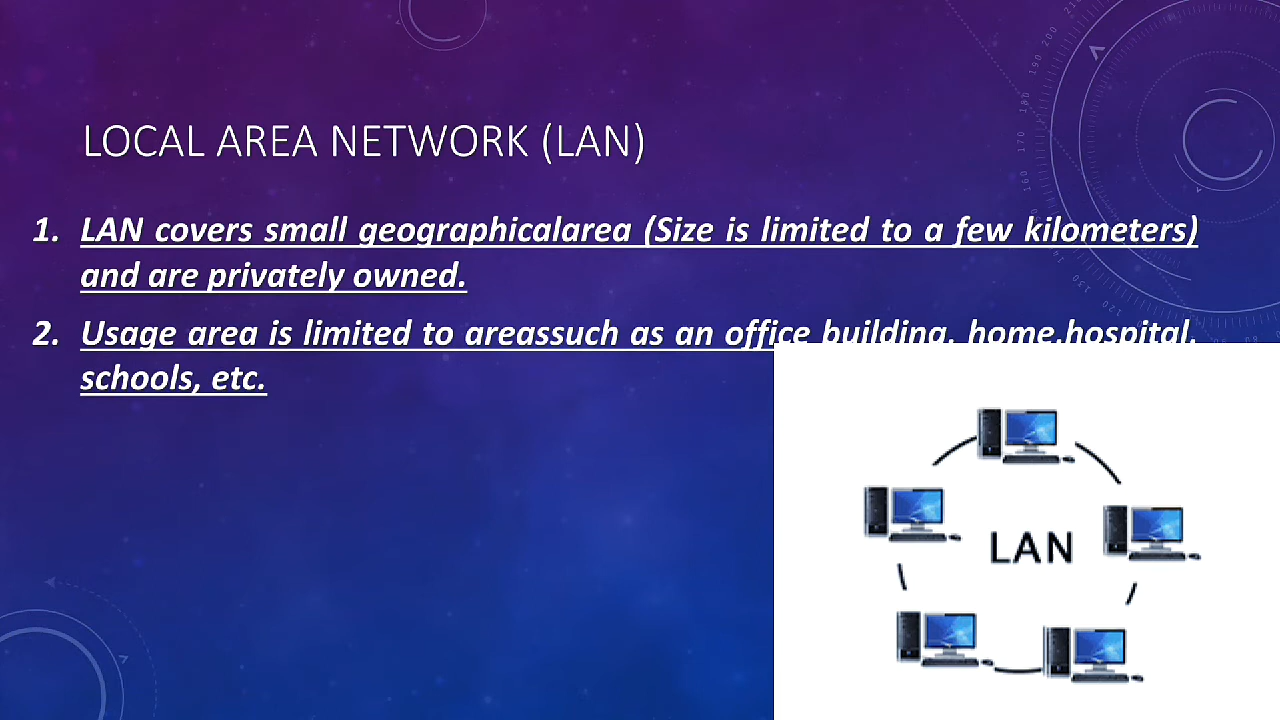 LOCAL AREA NETWORK (LAN)
1. LAN covers small geographicalarea (Size is limited to a few kilometers)
and are privately owned.
2. Usage area is limited to areassuch as an office building, home,hospital,
schools, etc.
LAN